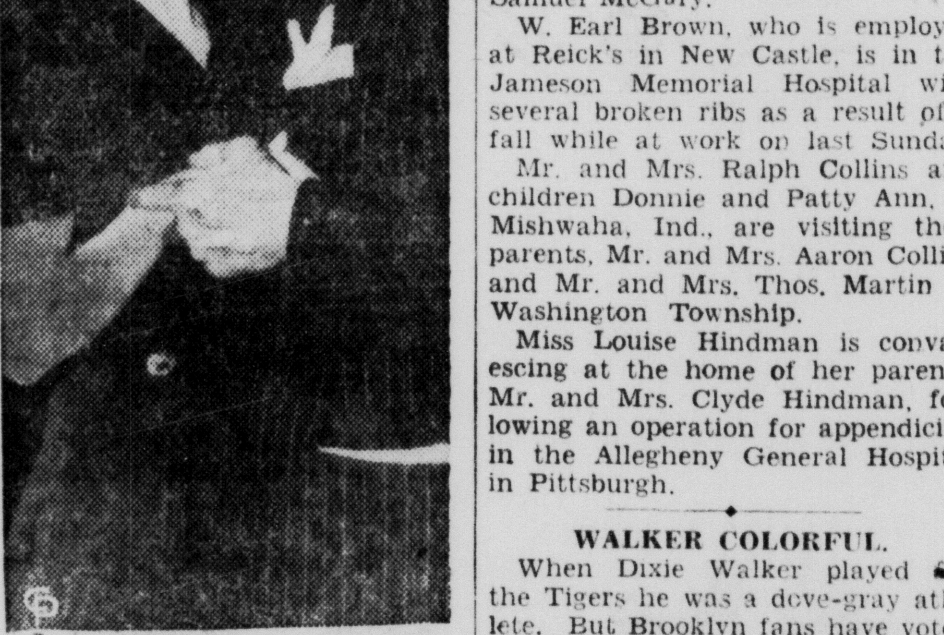 Samuel McGary.
W. Earl Brown, who is employ
at Reick's in New Castle, is in t
Jameson Memorial Hospital wi
several broken ribs as a result of
fall while at work on last Sunda
Mr. and Mrs. Ralph Collins a
children Donnie and Patty Ann,
Mishwaha, Ind., are visiting the
parents, Mr. and Mrs. Aaron Colli
and Mr. and Mrs. Thos. Martin
Washington Township.
Miss Louise Hindman is conva
escing at the home of her paren
Mr. and Mrs. Clyde Hindman, fo
lowing an operation for appendici
in the Allegheny General Hospit
in Pittsburgh.
WALKER COLORFUL.
When Dixie Walker played
the Tigers he was a dove-gray ath
lete. But Brooklyn fans have vote